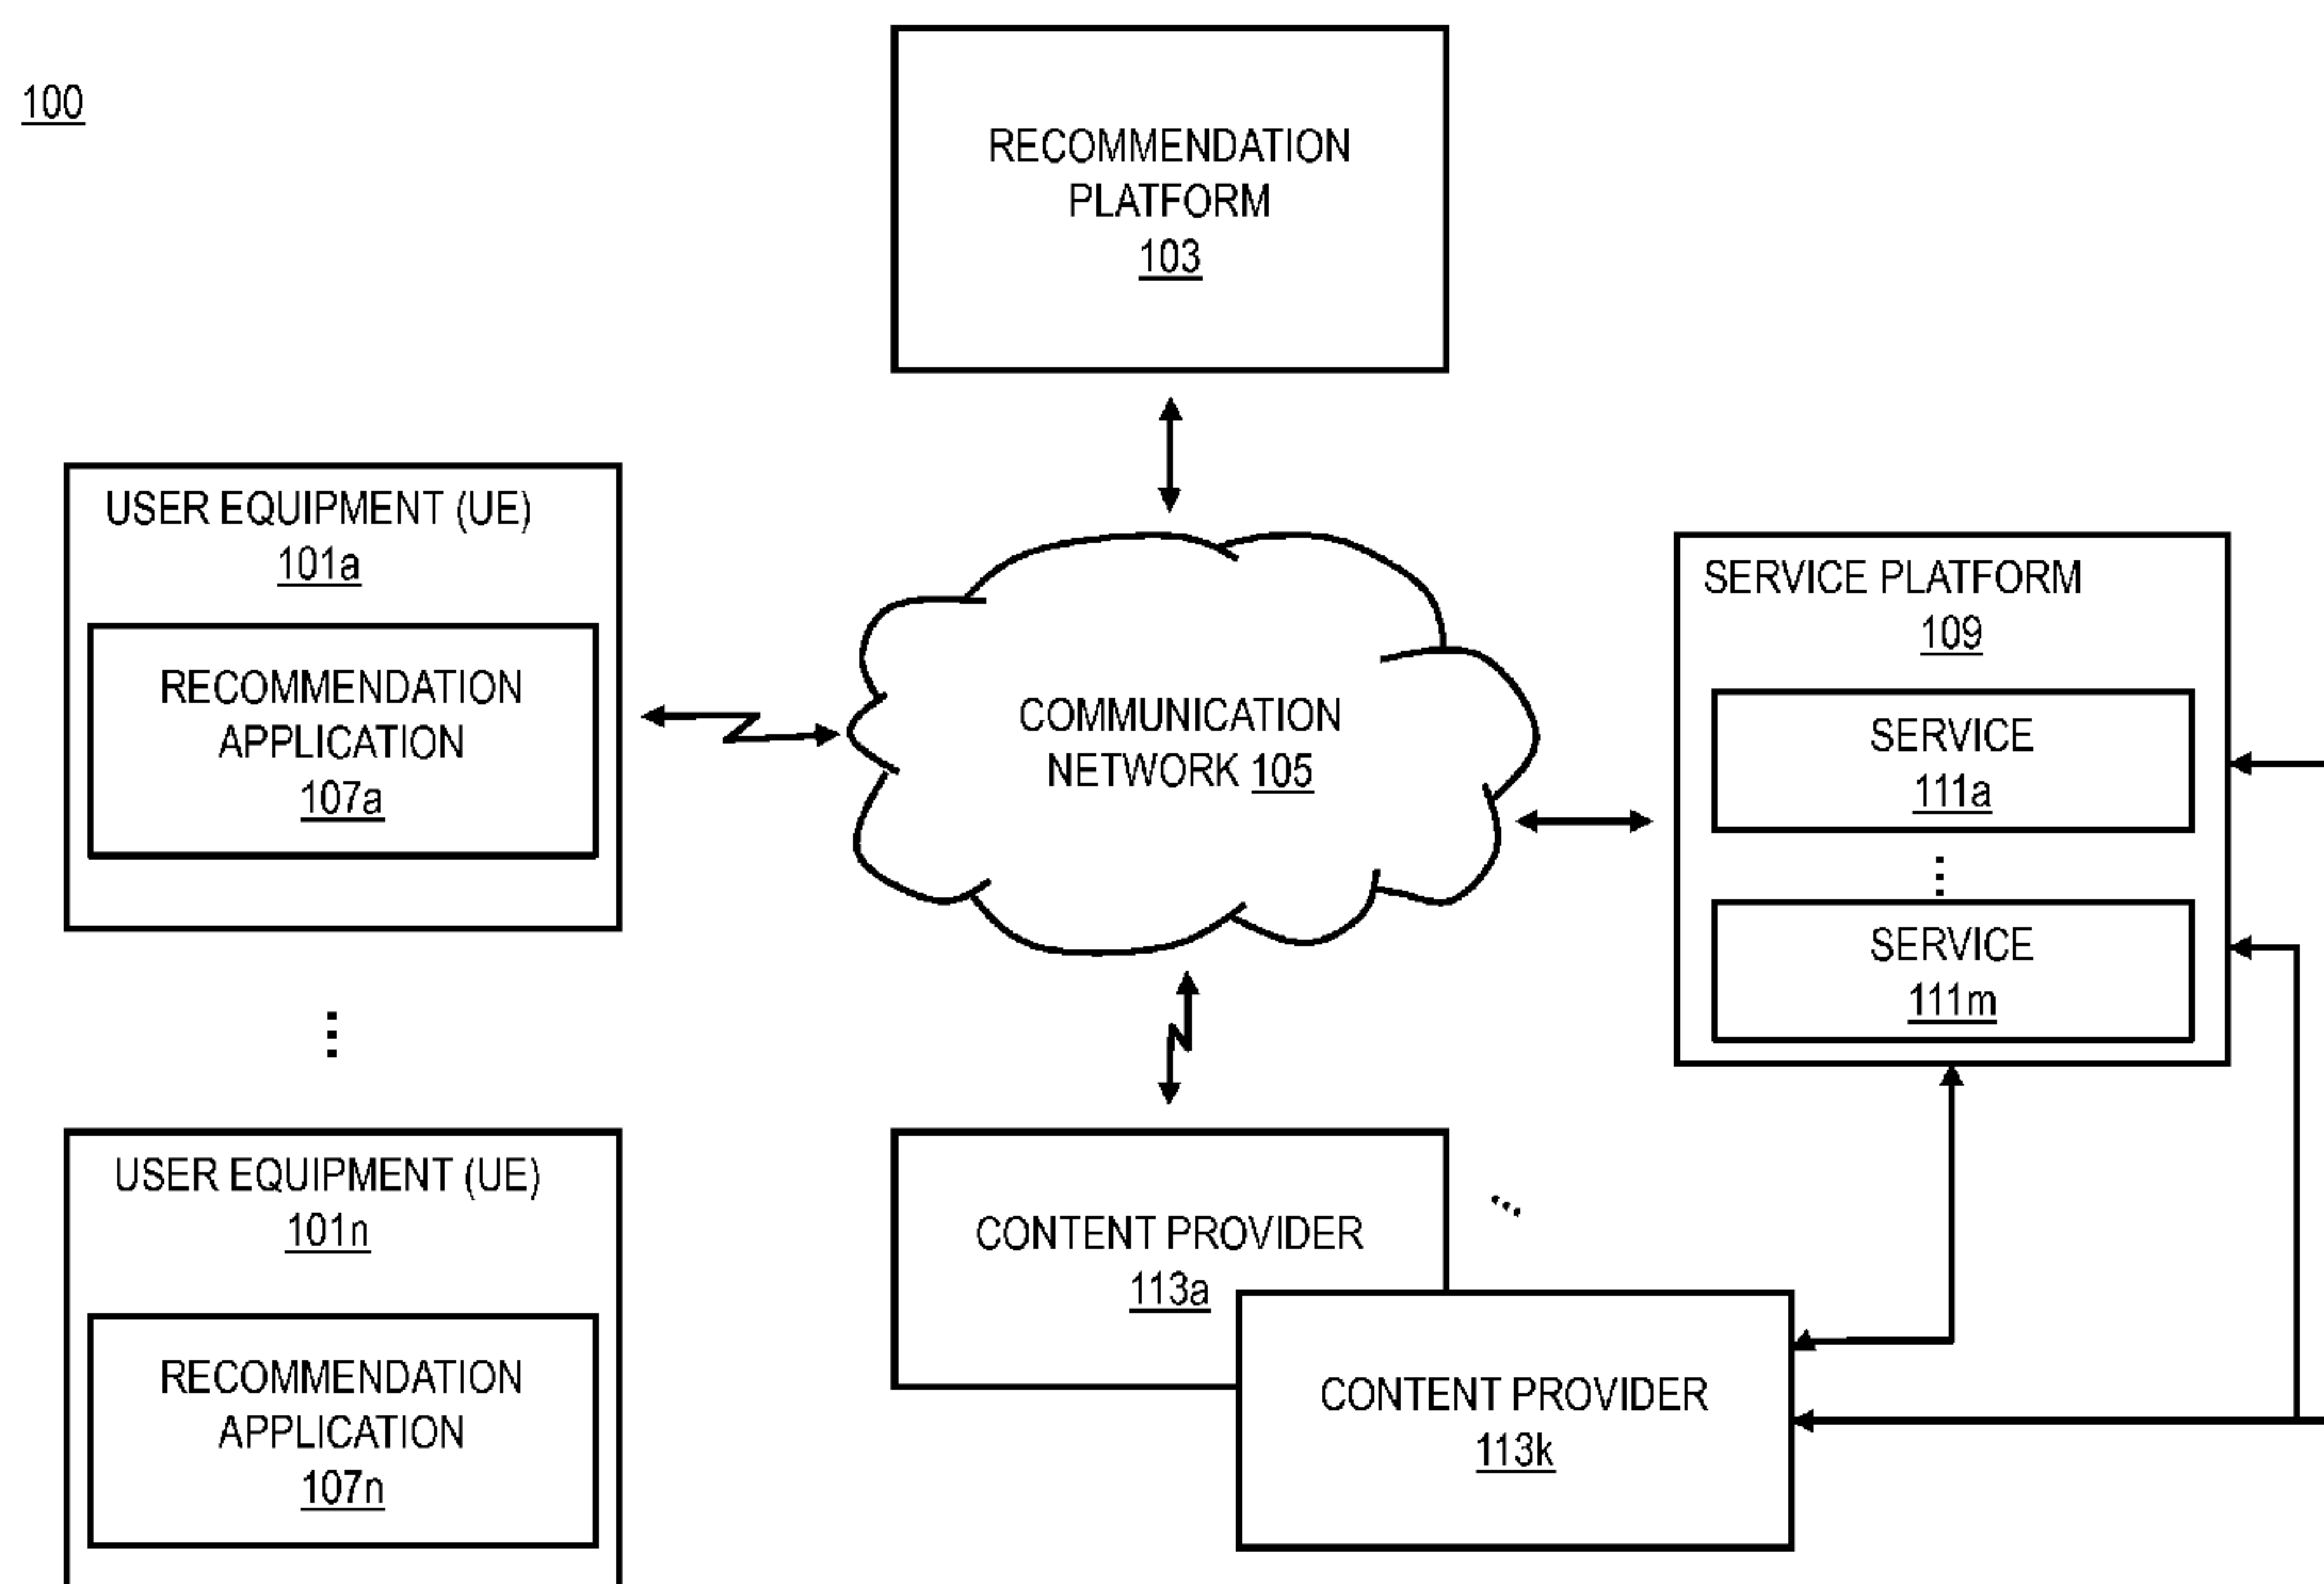 100
RECOMMENDATION
PLATFORM
103
USER EQUIPMENT (UE)
101a
RECOMMENDATION
APPLICATION
107a
COMMUNICATION
NETWORK 105
SERVICE PLATFORM
109
SERVICE
111a
SERVICE
111m
USER EQUIPMENT (UE)
101n
RECOMMENDATION
APPLICATION
107n
CONTENT PROVIDER
113a
CONTENT PROVIDER
113k